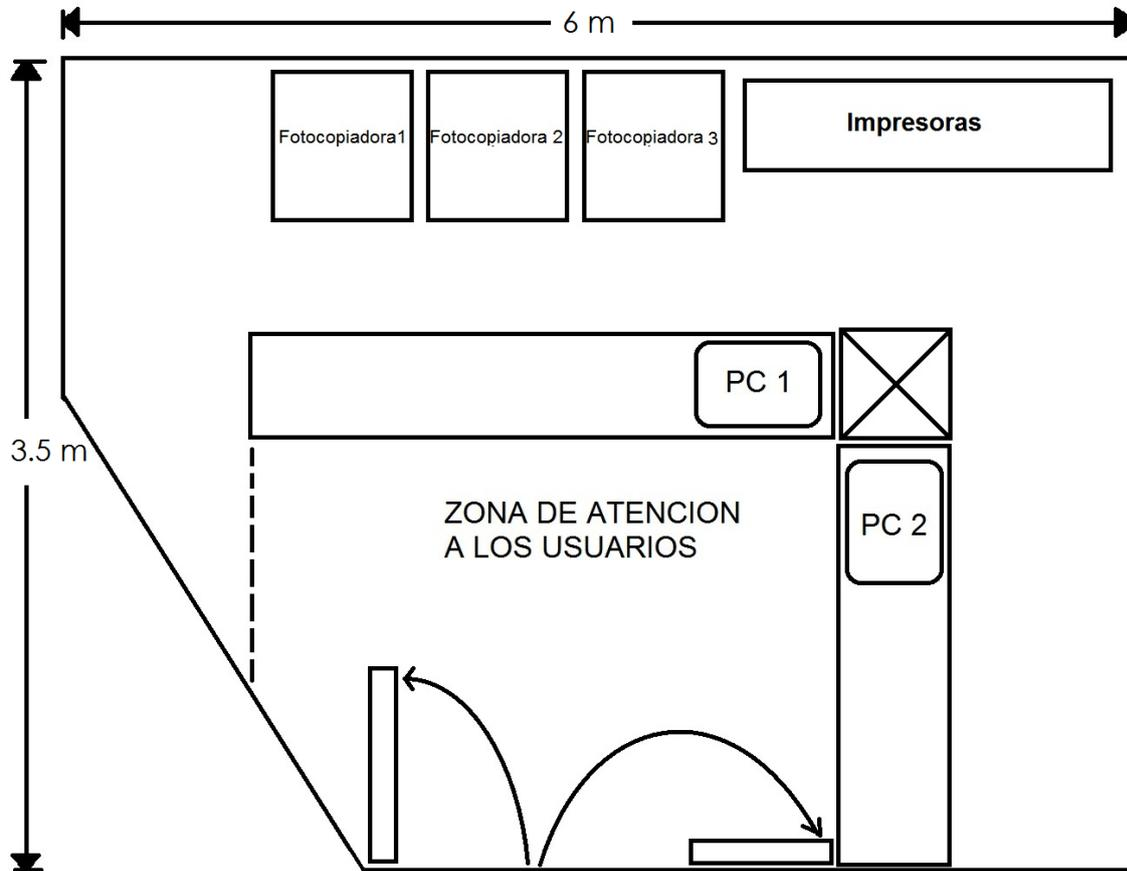 6 m
Fotocopiadora1
Fotocopiadora 2
Fotocopiadora 3
Impresoras
PC 1
3.5 m
ZONA DE ATENCION
A LOS USUARIOS
PC 2